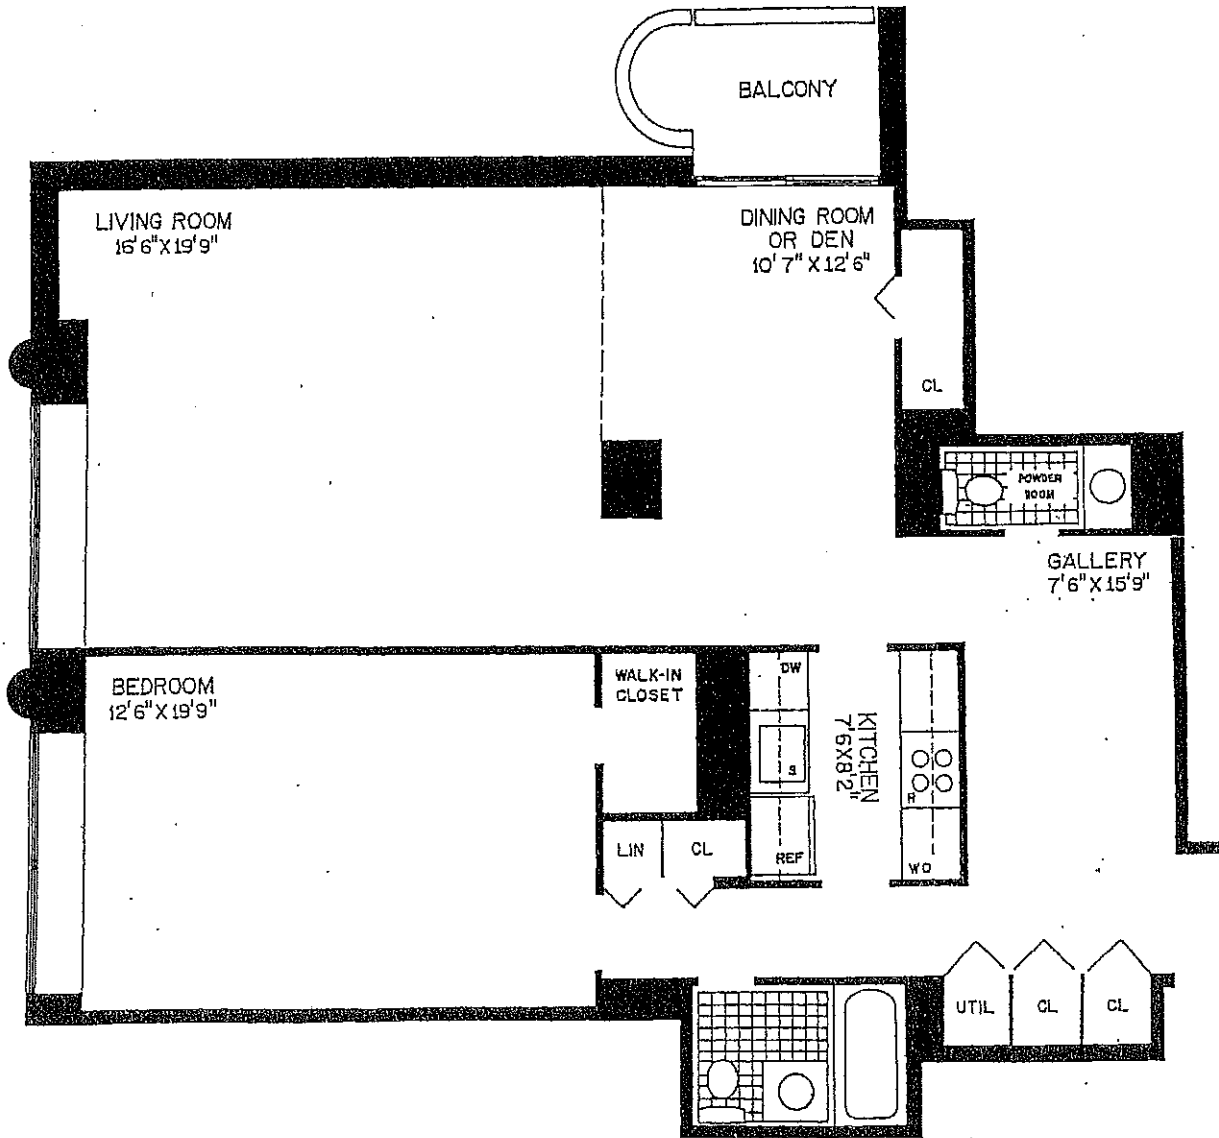 BALCONY
LIVING ROOM
16'6"X19'9"
DINING ROOM
OR DEN
10'7"X12'6"
CL
POWDER
ROOM
GALLERY
7'6"X15'9"
BEDROOM
12'6"X19'9"
WALK-IN
CLOSET
DW
S
KITCHEN
7'6X8'2"
R
LIN
CL
REF
WO
UTIL
CL
CL